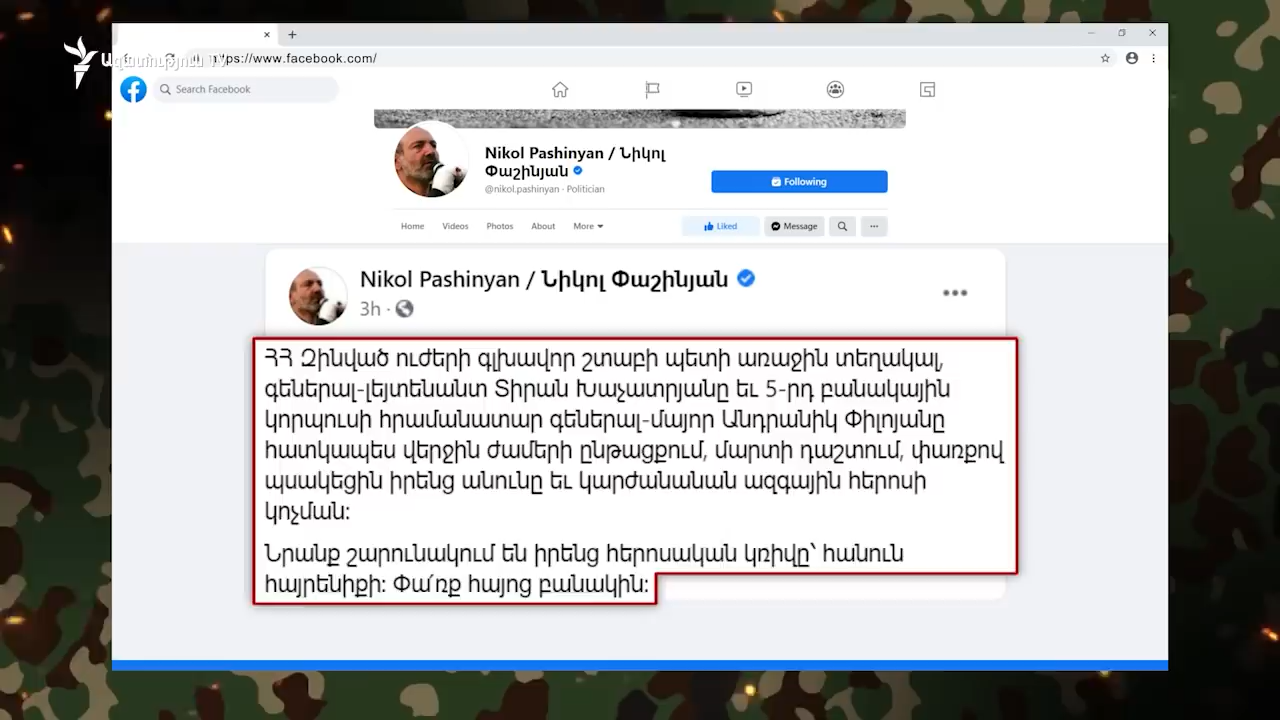 Ազատություն TV
https://www.facebook.com/
Search Facebook
Nikol Pashinyan / Նիկոլ
Փաշինյան
@nikol.pashinyan · Politician
Following
Home Videos Photos About More
Liked Message
Nikol Pashinyan / Նիկոլ Փաշինյան
3h ·
ՀՀ Զինված ուժերի գլխավոր շտաբի պետի առաջին տեղակալ,
գեներալ-լեյտենանտ Տիրան Խաչատրյանը եւ 5-րդ բանակային
կորպուսի հրամանատար գեներալ-մայոր Անդրանիկ Փիլոյանը
հատկապես վերջին ժամերի ընթացքում, մարտի դաշտում, փառքով
պսակեցին իրենց անունը եւ կարժանանան ազգային հերոսի
կոչման:
Նրանք շարունակում են իրենց հերոսական կռիվը՝ հանուն
հայրենիքի: Փա՛ռք հայոց բանակին: